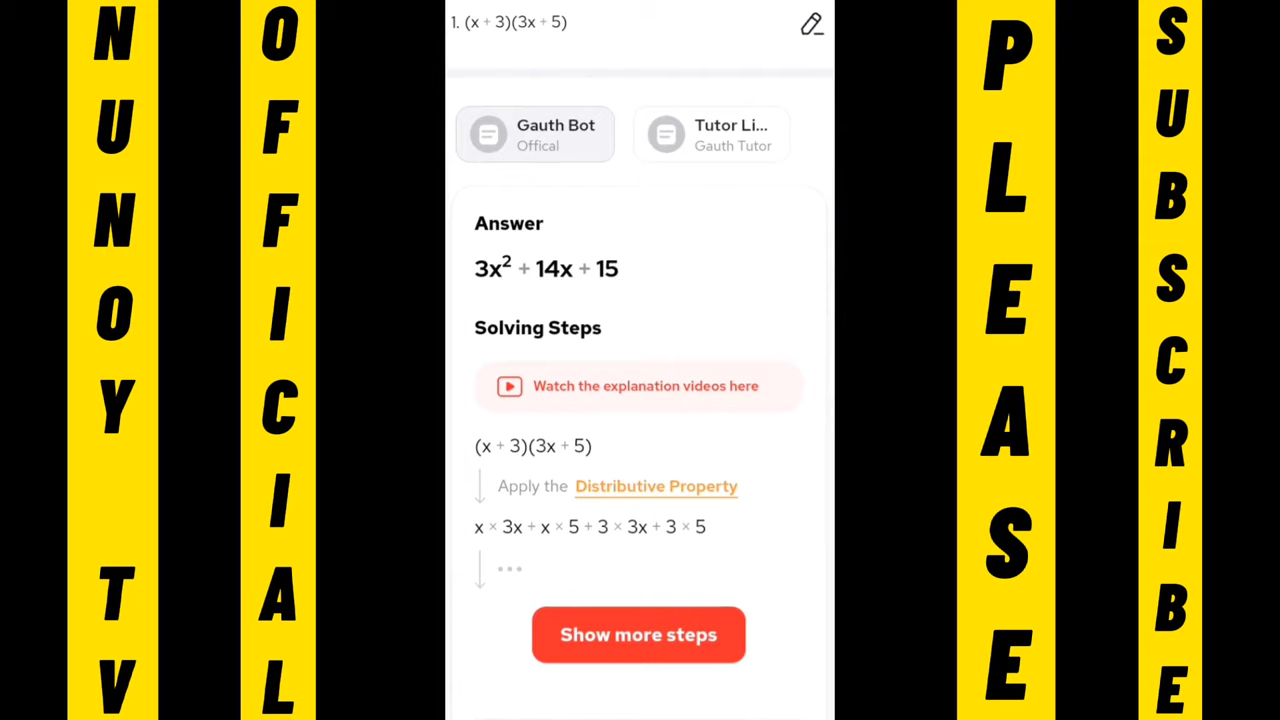 NUNOY TV
OFFICIAL
1. (x + 3)(3x + 5)
Gauth Bot
Offical
Tutor Li...
Gauth Tutor
Answer
3x² + 14x + 15
Solving Steps
Watch the explanation videos here
(x + 3)(3x + 5)
Apply the Distributive Property
x × 3x + x × 5 + 3 × 3x + 3 × 5
...
Show more steps
PLEASE
SUBSCRIBE